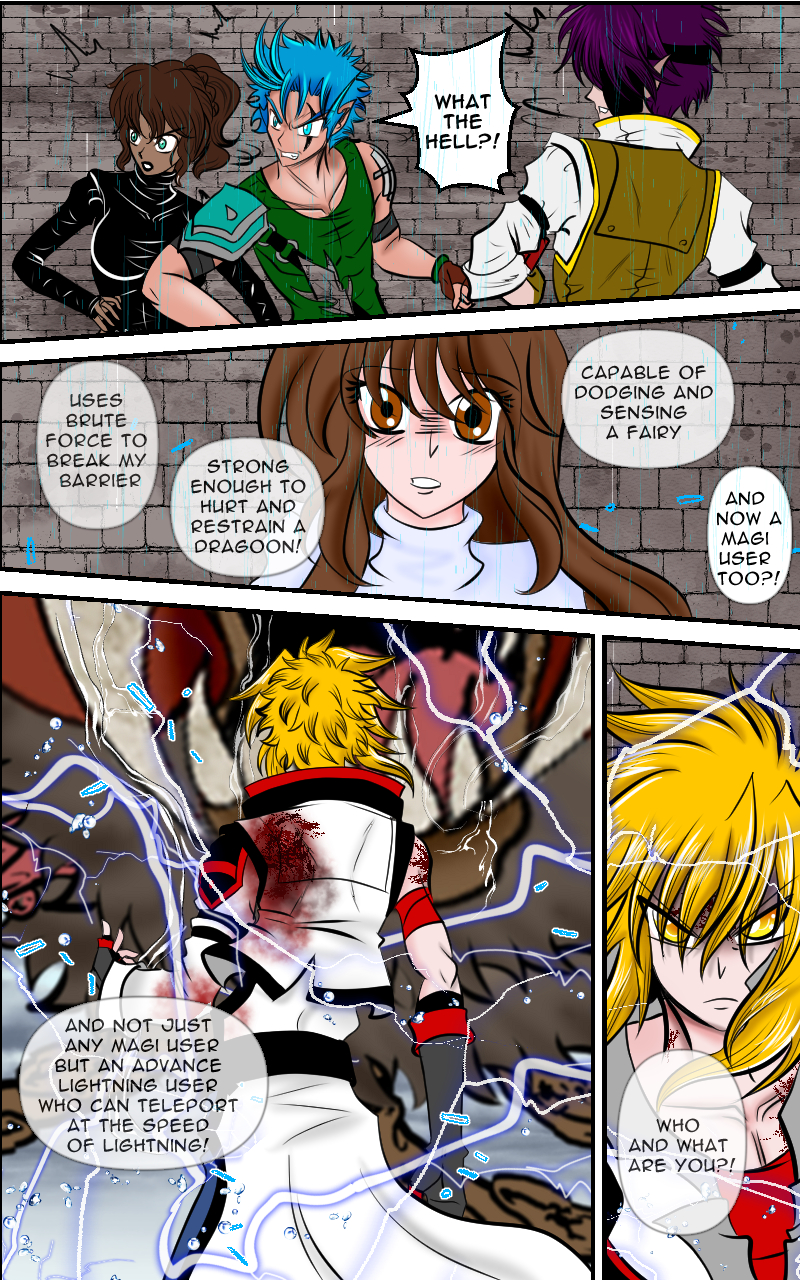 WHAT
THE
HELL?!
USES
BRUTE
FORCE TO
BREAK MY
BARRIER
STRONG
ENOUGH TO
HURT AND
RESTRAIN A
DRAGOON!
CAPABLE OF
DODGING AND
SENSING
A FAIRY
AND
NOW A
MAGI
USER
TOO?!
AND NOT JUST
ANY MAGI USER
BUT AN ADVANCE
LIGHTNING USER
WHO CAN TELEPORT
AT THE SPEED
OF LIGHTNING!
WHO
AND WHAT
ARE YOU?!